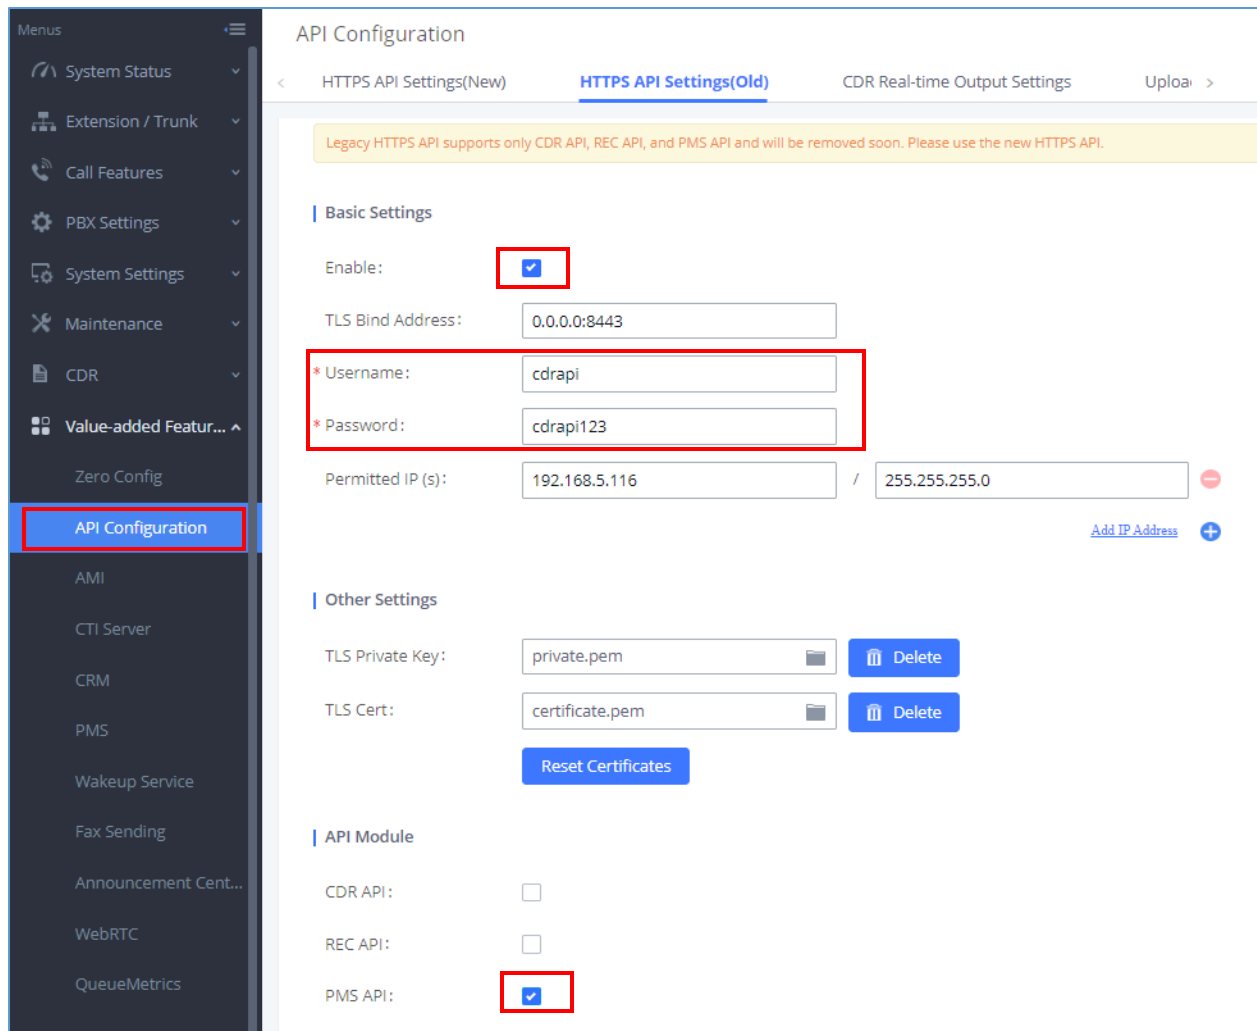 Menus
System Status
Extension / Trunk
Call Features
PBX Settings
System Settings
Maintenance
CDR
Value-added Featur...
Zero Config
API Configuration
AMI
CTI Server
CRM
PMS
Wakeup Service
Fax Sending
Announcement Cent...
WebRTC
QueueMetrics
API Configuration
HTTPS API Settings(New) HTTPS API Settings(Old) CDR Real-time Output Settings Uploa
Legacy HTTPS API supports only CDR API, REC API, and PMS API and will be removed soon. Please use the new HTTPS API.
Basic Settings
Enable:
TLS Bind Address: 0.0.0.0:8443
* Username: cdrapi
* Password: cdrapi123
Permitted IP (s): 192.168.5.116 / 255.255.255.0
Add IP Address
Other Settings
TLS Private Key: private.pem Delete
TLS Cert: certificate.pem Delete
Reset Certificates
API Module
CDR API:
REC API:
PMS API: